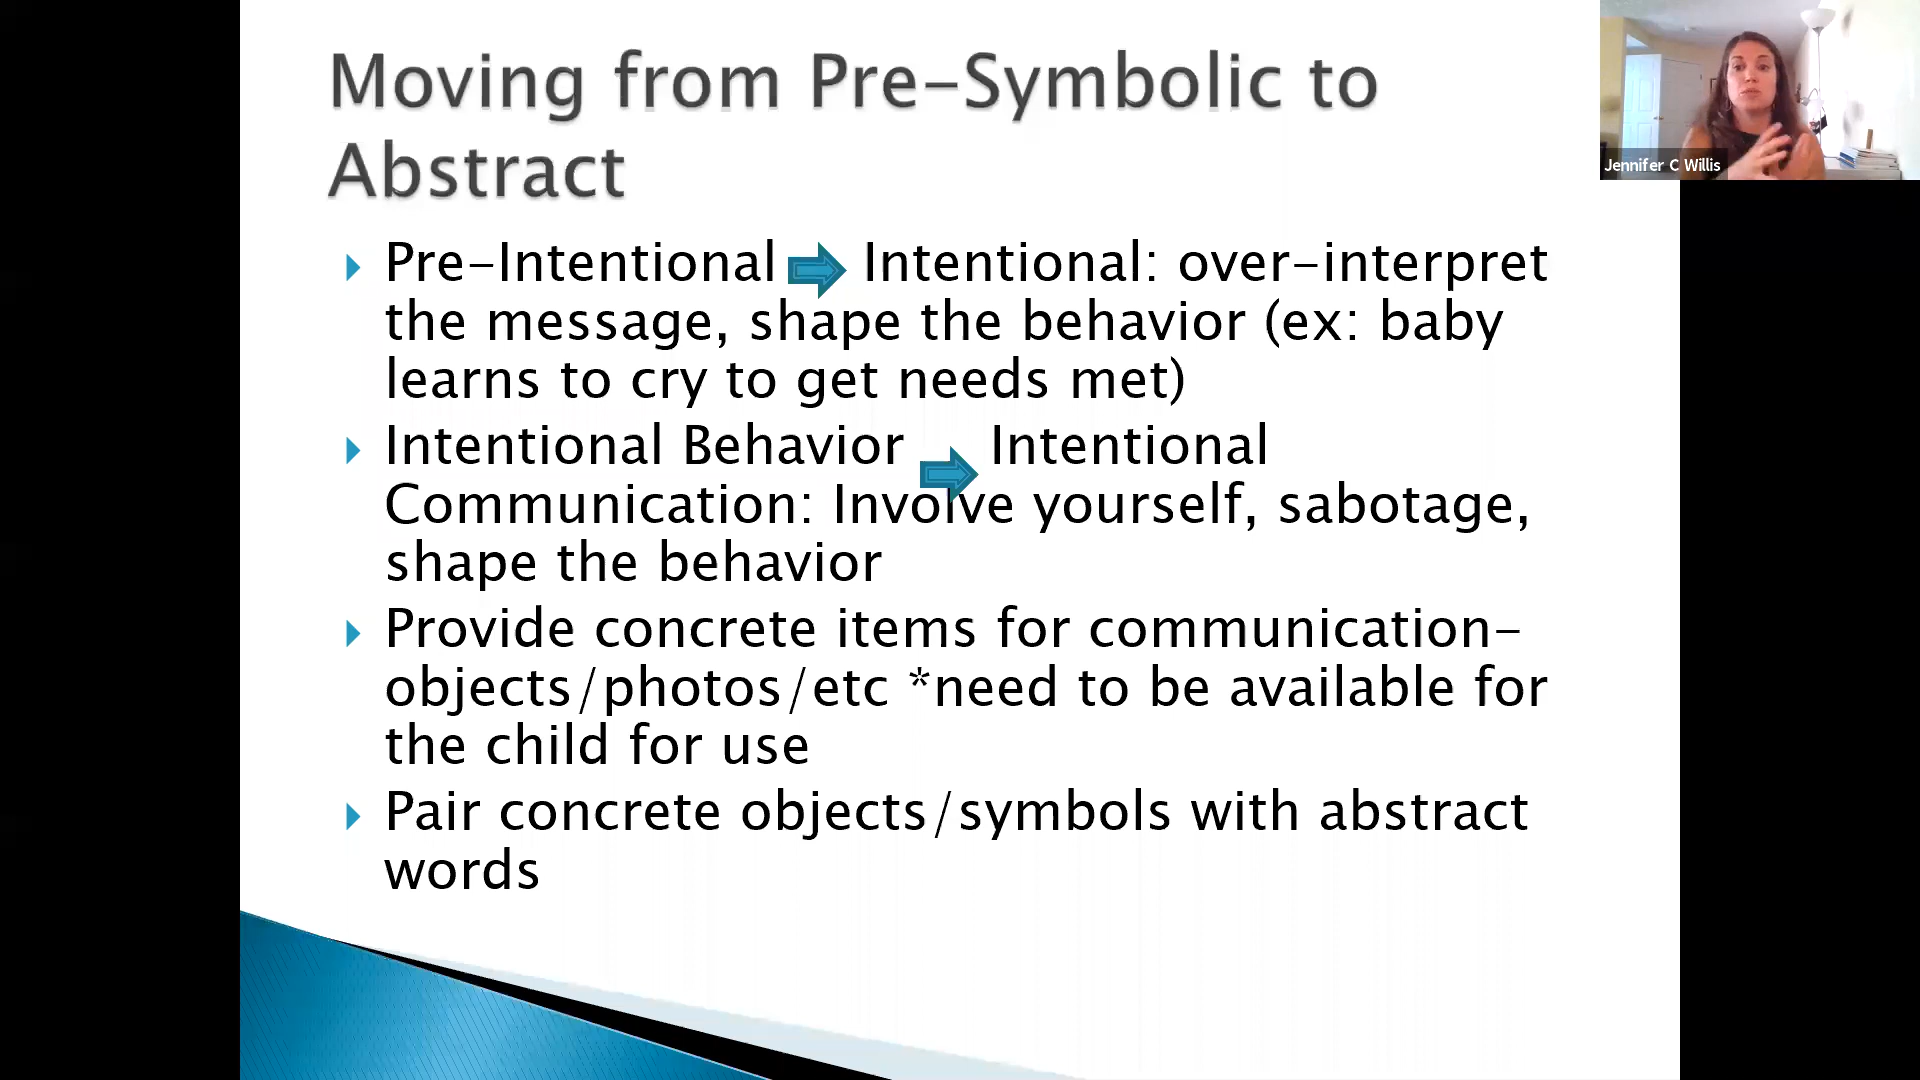 Moving from Pre-Symbolic to
Abstract
Pre-Intentional Intentional: over-interpret
the message, shape the behavior (ex: baby
learns to cry to get needs met)
Intentional Behavior Intentional
Communication: Involve yourself, sabotage,
shape the behavior
Provide concrete items for communication-
objects/photos/etc *need to be available for
the child for use
Pair concrete objects/symbols with abstract
words
Jennifer C Willis